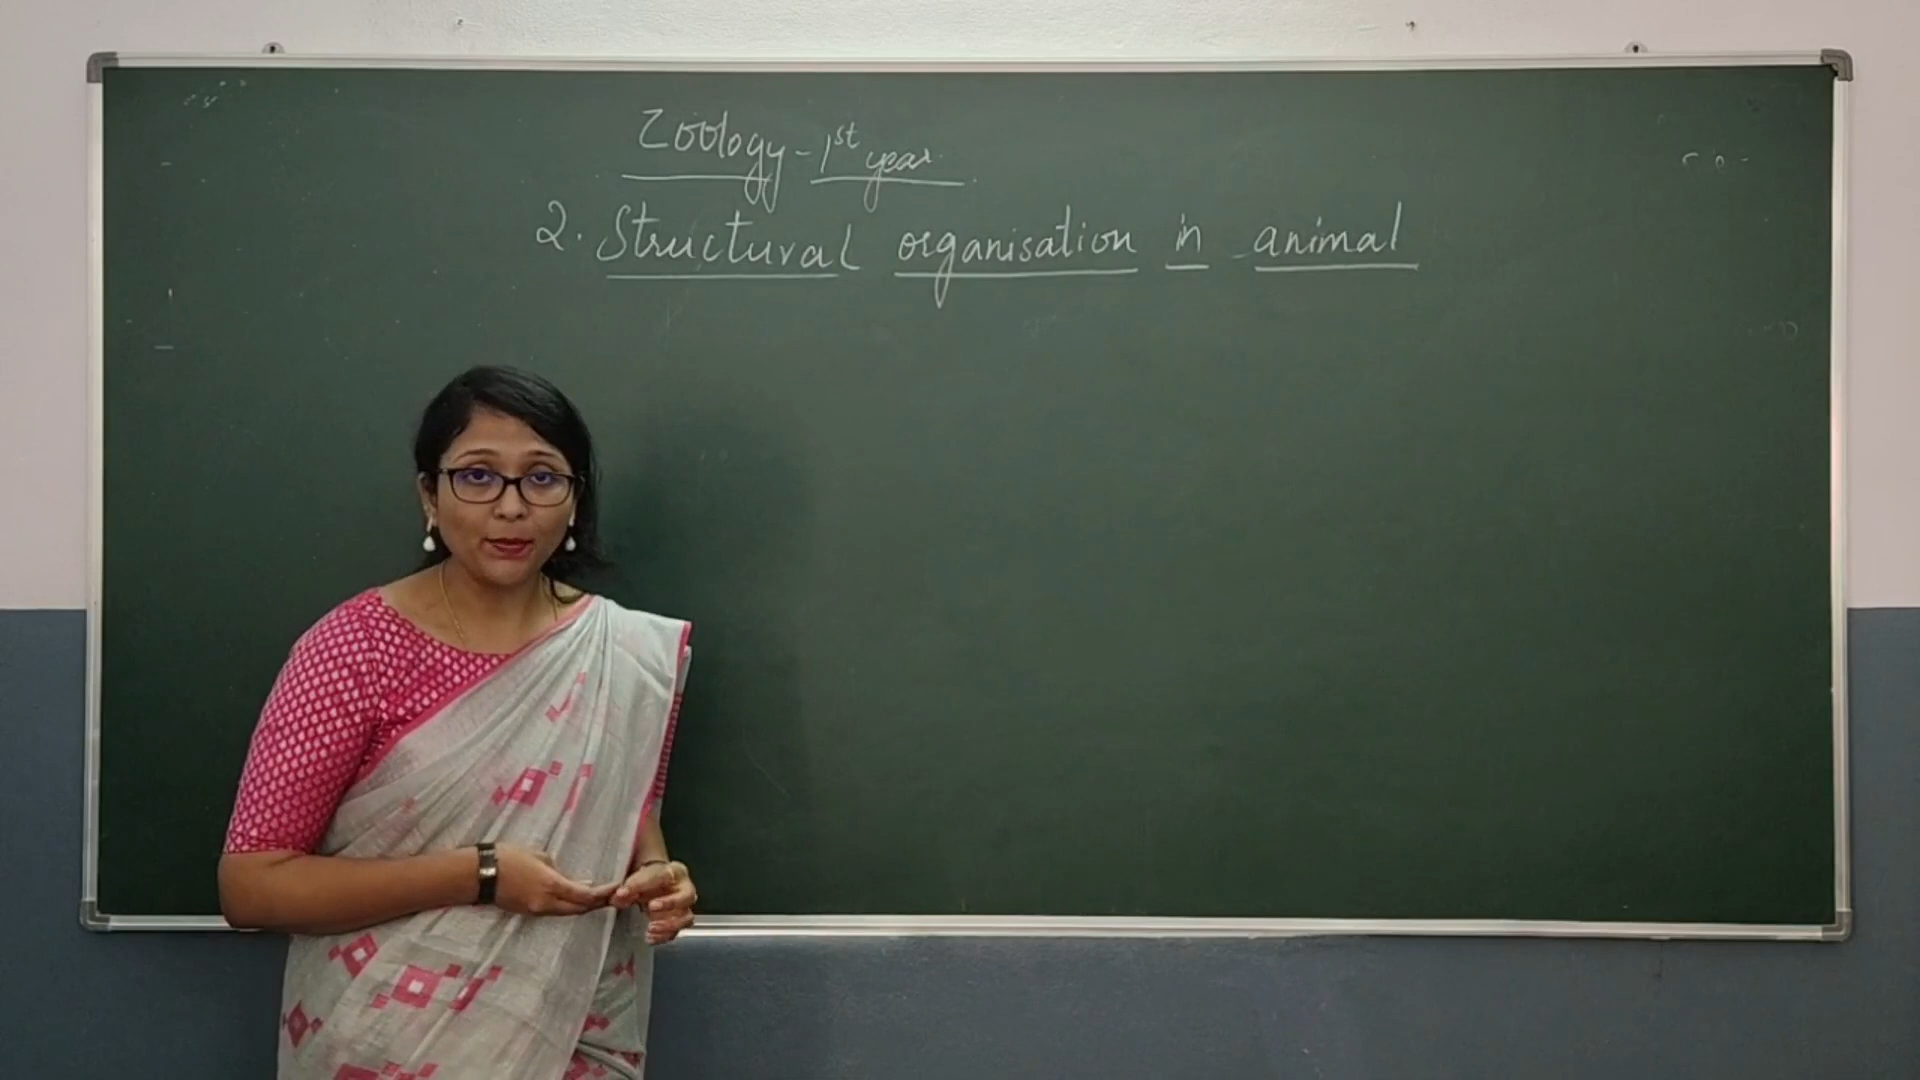 Zoology - 1st year
2. Structural organisation in animal